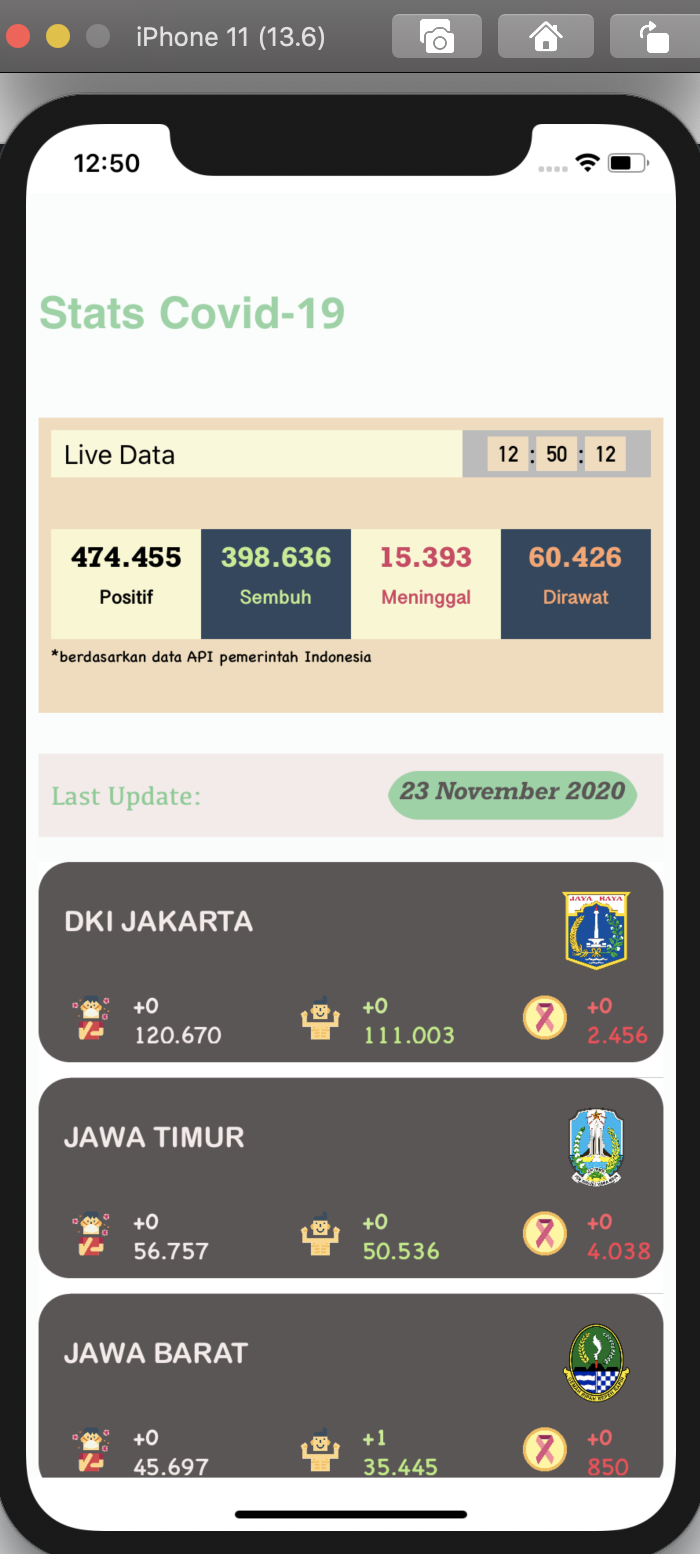 iPhone 11 (13.6)
12:50
Stats Covid-19
Live Data
12 : 50 : 12
474.455 398.636 15.393 60.426
Positif Sembuh Meninggal Dirawat
*berdasarkan data API pemerintah Indonesia
Last Update: 23 November 2020
DKI JAKARTA
JAYA RAYA
+0 +0 +0
120.670 111.003 2.456
JAWA TIMUR
+0 +0 +0
56.757 50.536 4.038
JAWA BARAT
+0 +1 +0
45.697 35.445 850